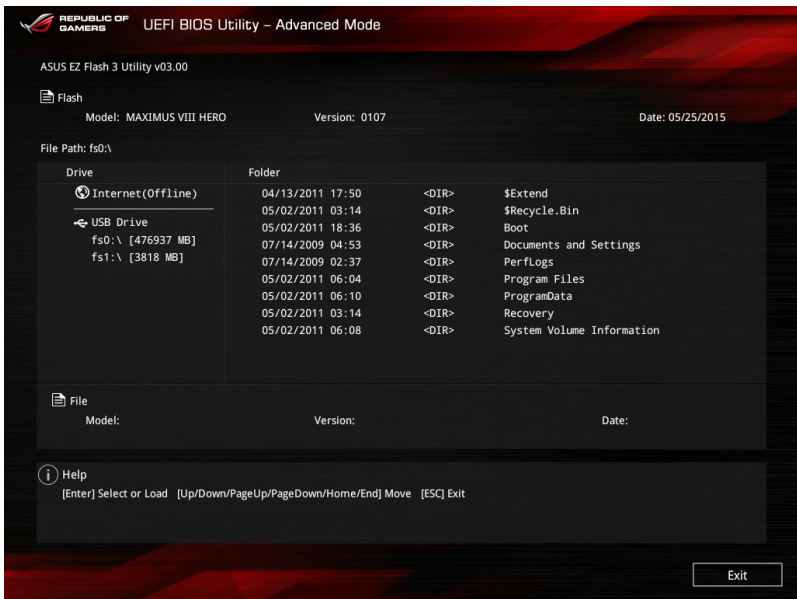 REPUBLIC OF
GAMERS
UEFI BIOS Utility – Advanced Mode
ASUS EZ Flash 3 Utility v03.00
Flash
Model: MAXIMUS VIII HERO Version: 0107 Date: 05/25/2015
File Path: fs0:\
Drive Folder
Internet(Offline) 04/13/2011 17:50 <DIR> $Extend
05/02/2011 03:14 <DIR> $Recycle.Bin
USB Drive 05/02/2011 18:36 <DIR> Boot
fs0:\ [476937 MB] 07/14/2009 04:53 <DIR> Documents and Settings
fs1:\ [3818 MB] 07/14/2009 02:37 <DIR> PerfLogs
05/02/2011 06:04 <DIR> Program Files
05/02/2011 06:10 <DIR> ProgramData
05/02/2011 03:14 <DIR> Recovery
05/02/2011 06:08 <DIR> System Volume Information
File
Model: Version: Date:
Help
[Enter] Select or Load [Up/Down/PageUp/PageDown/Home/End] Move [ESC] Exit
Exit